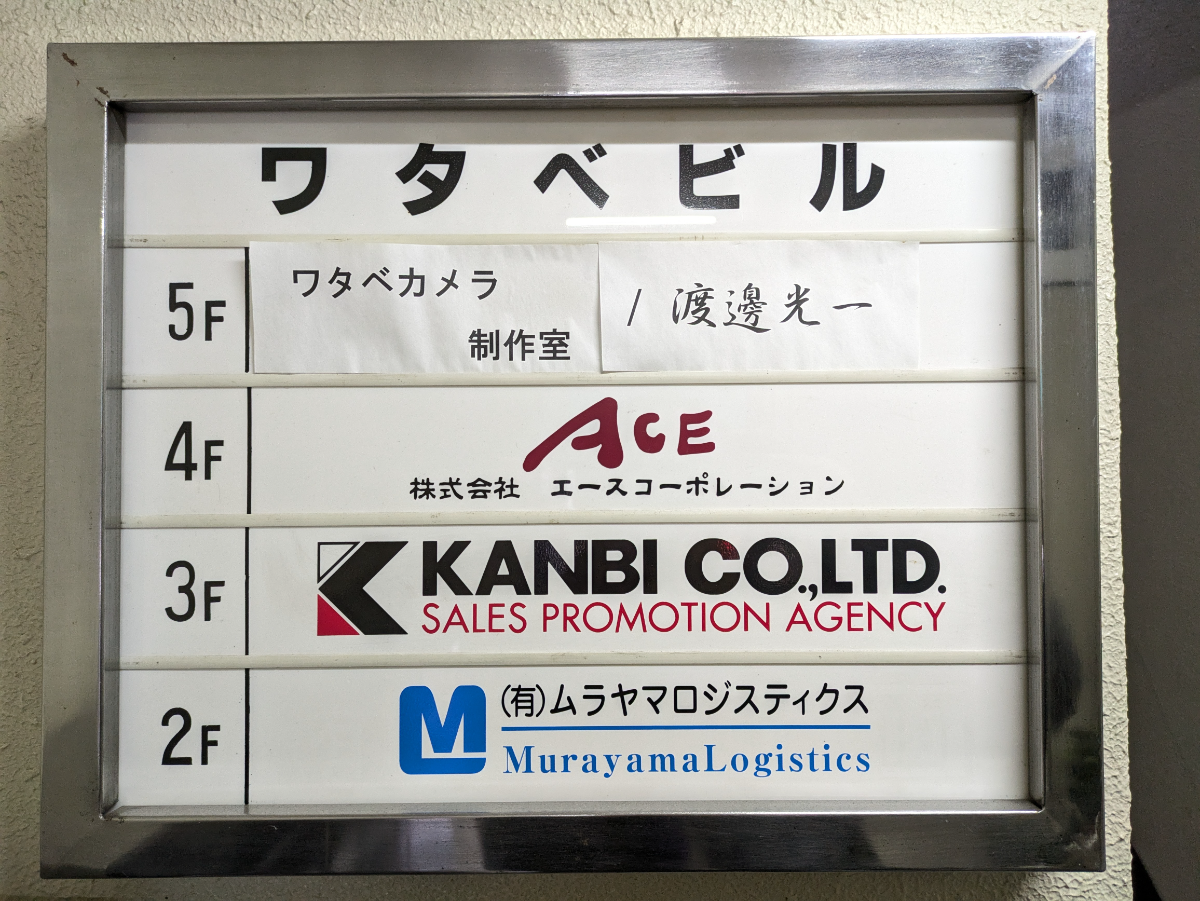 ワタベビル
5F
ワタベカメラ
制作室
/ 渡邊光一
4F
ACE
株式会社 エースコーポレーション
3F
K KANBI CO.,LTD.
SALES PROMOTION AGENCY
2F
M (有)ムラヤマロジスティクス
MurayamaLogistics